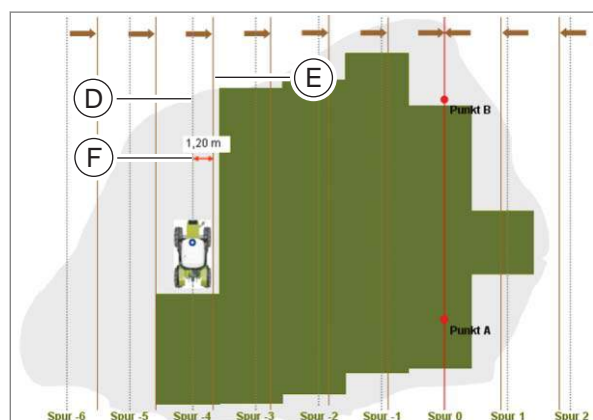 E
D
1,20 m
F
Punkt B
Punkt A
Spur -6 Spur -5 Spur -4 Spur -3 Spur -2 Spur -1 Spur 0 Spur 1 Spur 2